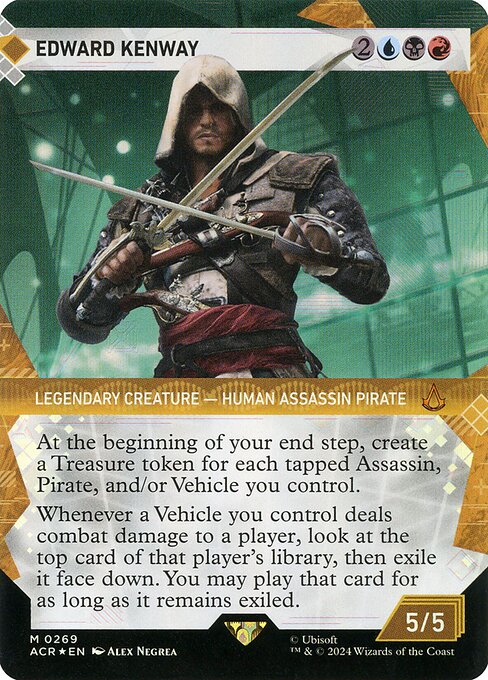 EDWARD KENWAY 2
LEGENDARY CREATURE — HUMAN ASSASSIN PIRATE
At the beginning of your end step, create
a Treasure token for each tapped Assassin,
Pirate, and/or Vehicle you control.
Whenever a Vehicle you control deals
combat damage to a player, look at the
top card of that player's library, then exile
it face down. You may play that card for
as long as it remains exiled.
5/5
M 0269
ACR★EN Alex Negrea
© Ubisoft
™ & © 2024 Wizards of the Coast